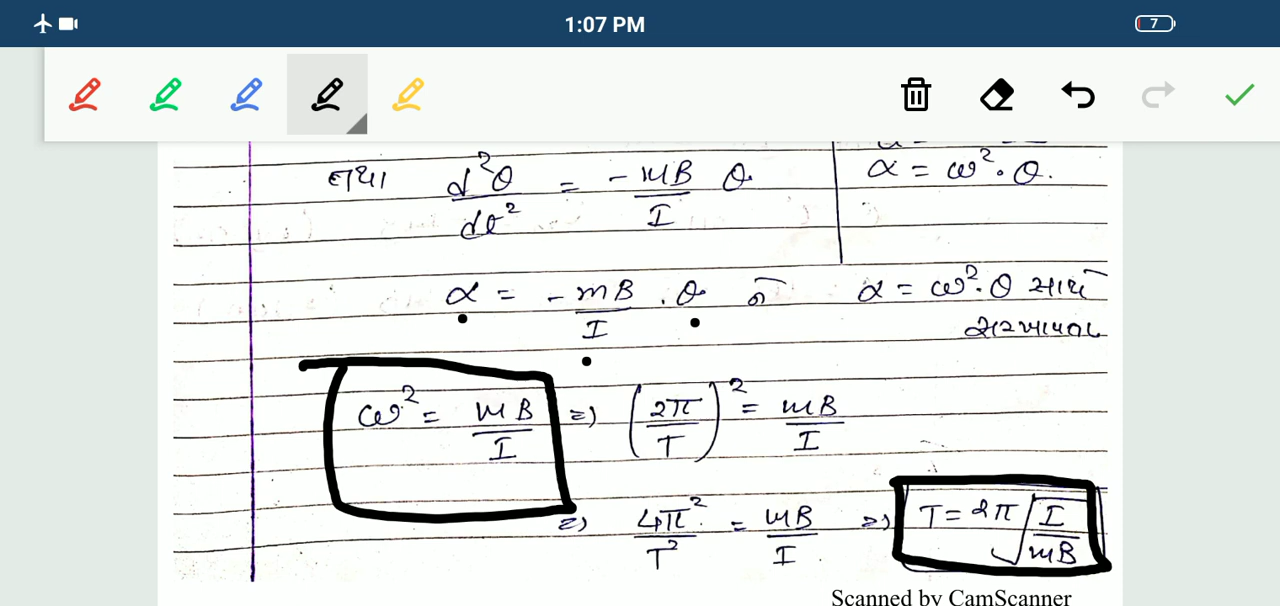 1:07 PM
7
તથા d²θ/dt² = - mB/I θ
α = ω² . θ.
α = - mB/I . θ ને α = ω² . θ સાથે
સરખાવતા
ω² = mB/I ⇒ (2π/T)² = mB/I
⇒ 4π²/T² = mB/I ⇒ T = 2π√(I/mB)
Scanned by CamScanner